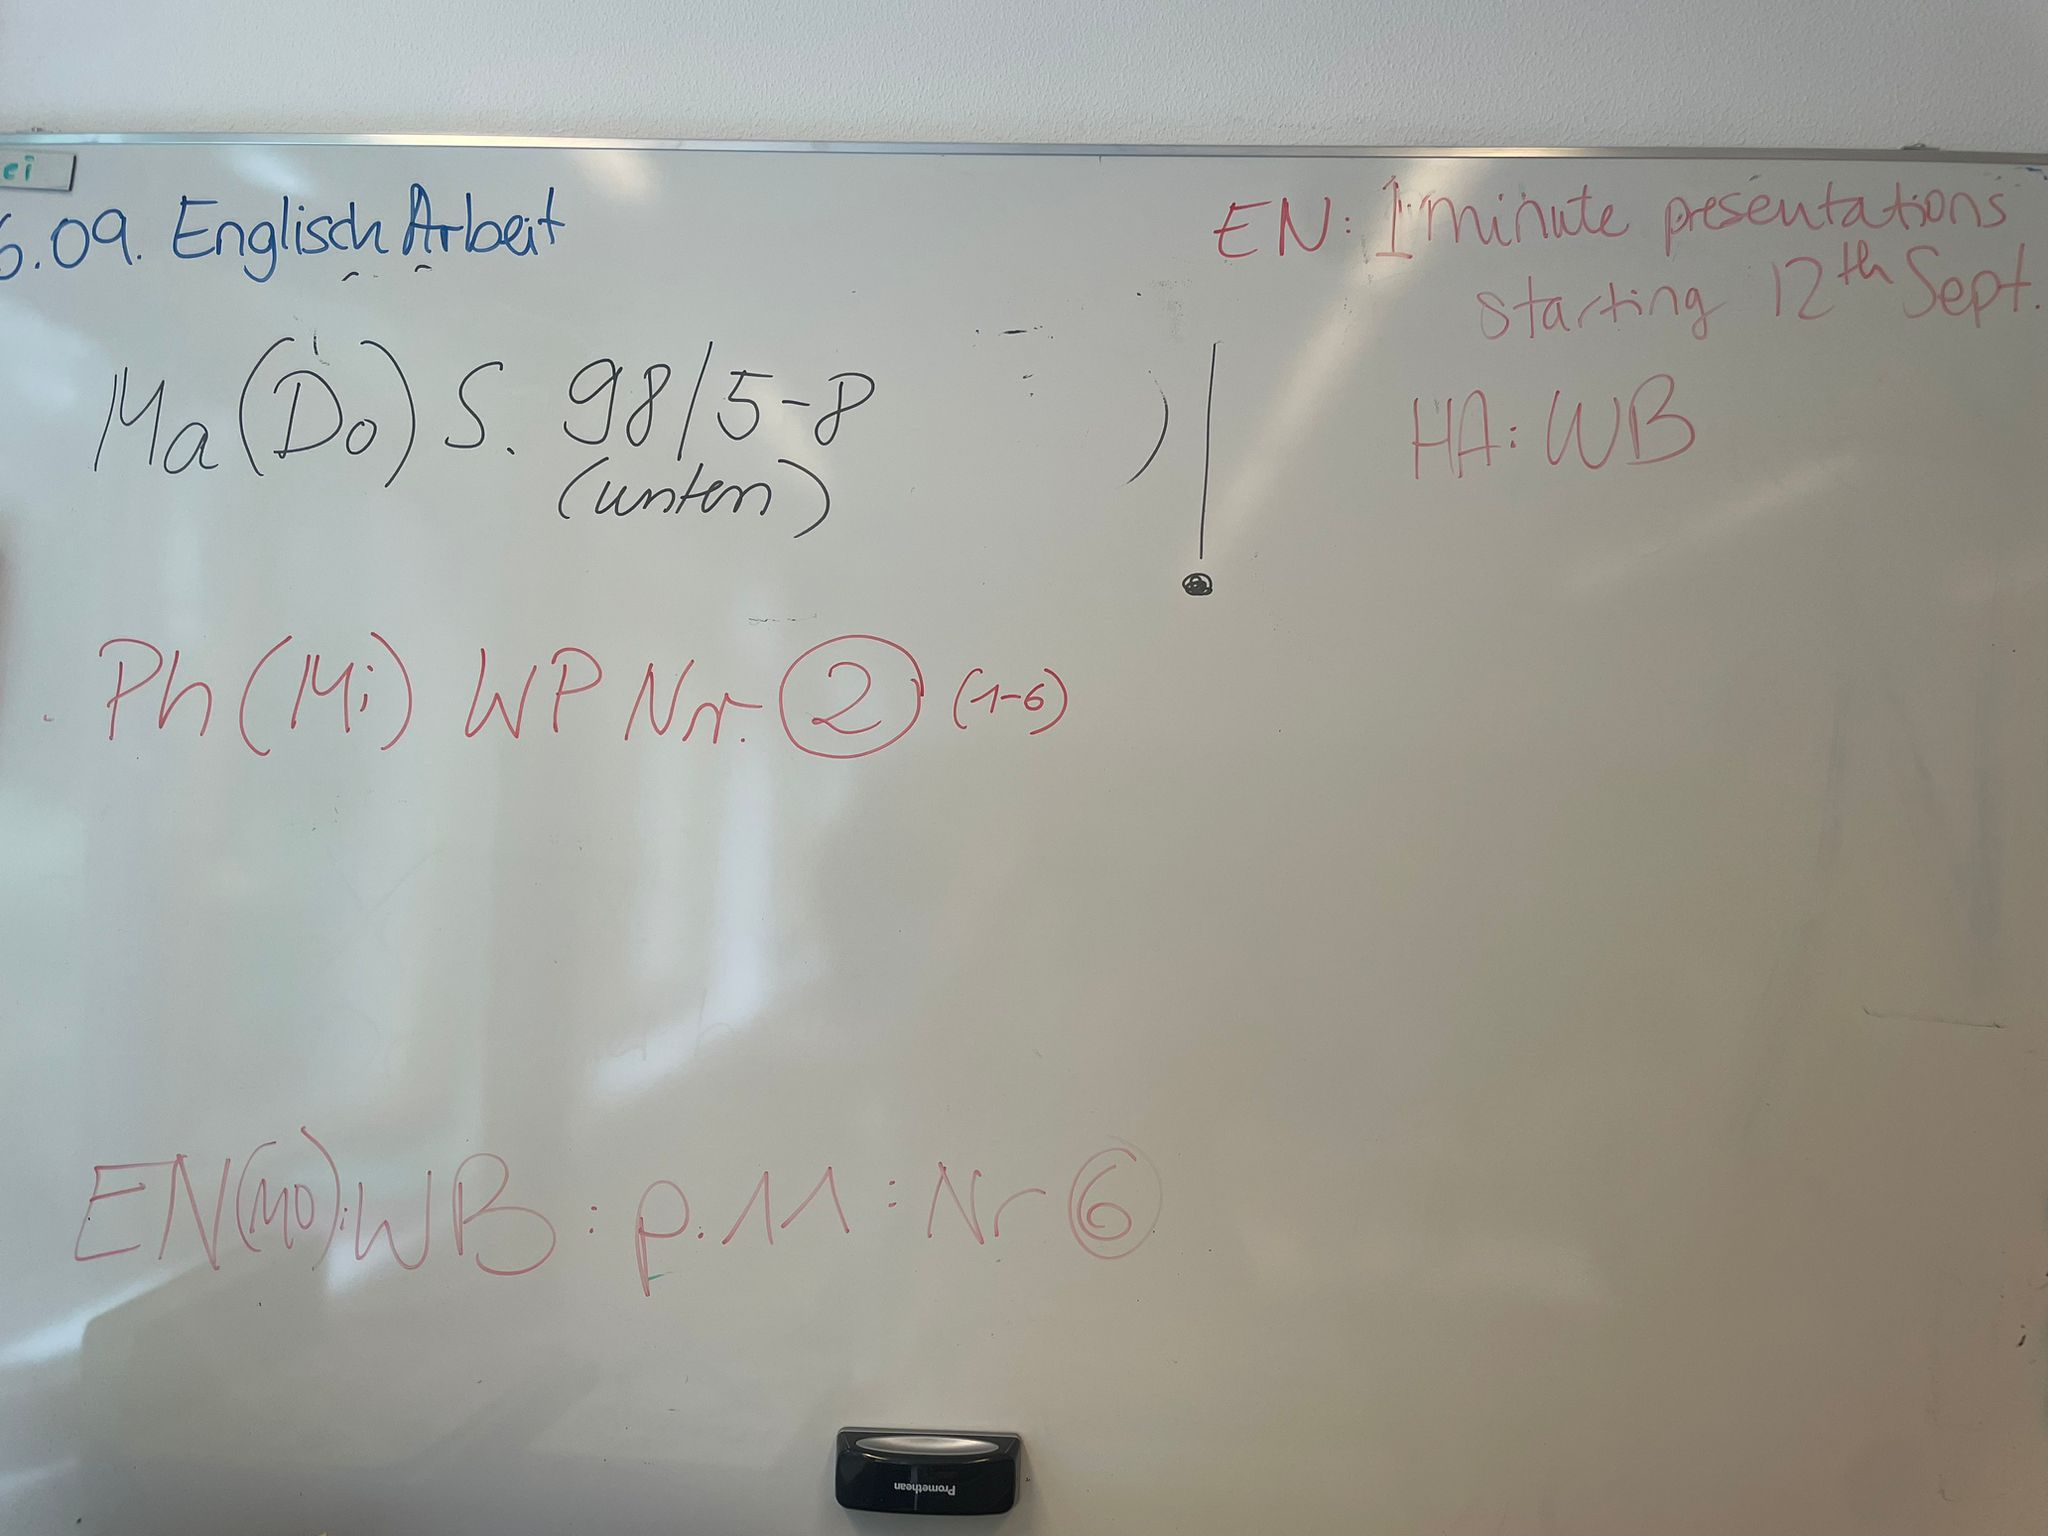 ei
6.09. Englisch Arbeit
EN: 1 minute presentations
starting 12th Sept.
Ma (Do) S. 98/5-8
(unten)
)
HA: WB
Ph (Mi) WP Nr. 2 (1-6)
EN(MO): WB : p. 11 : Nr 6
Promethean